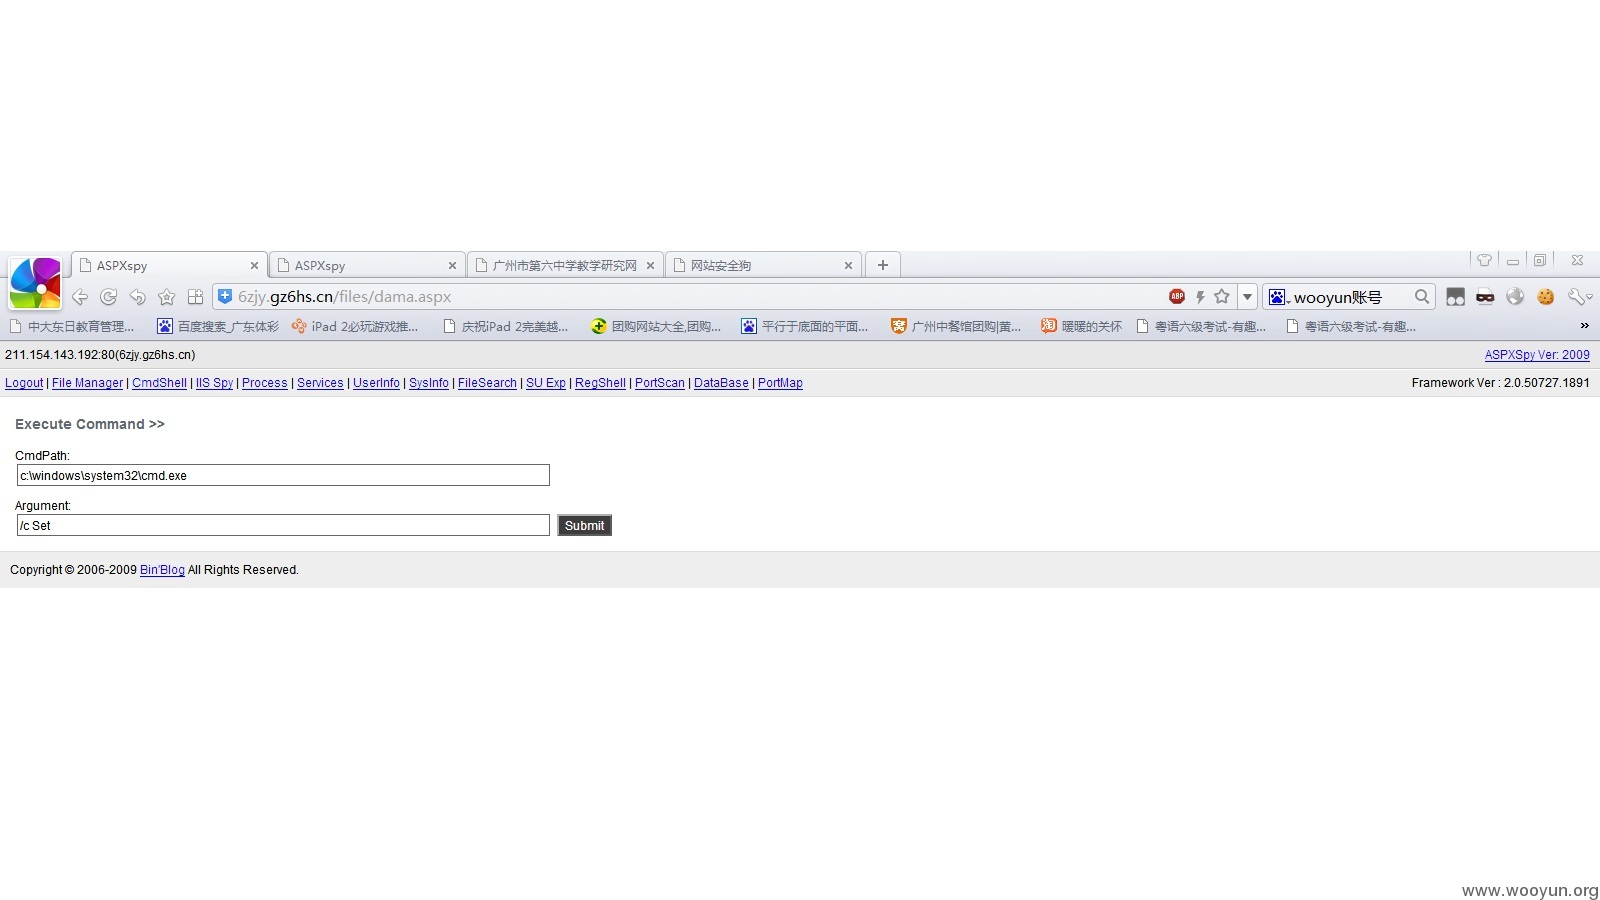 ASPXspy ASPXspy 广州市第六中学教学研究网 网站安全狗
6zjy.gz6hs.cn/files/dama.aspx ABP wooyun账号
中大东日教育管理... 百度搜索_广东体彩 iPad 2必玩游戏推... 庆祝iPad 2完美越... 团购网站大全,团购... 平行于底面的平面... 广州中餐馆团购|黄... 暖暖的关怀 粤语六级考试-有趣... 粤语六级考试-有趣... »
211.154.143.192:80(6zjy.gz6hs.cn) ASPXSpy Ver: 2009
Logout | File Manager | CmdShell | IIS Spy | Process | Services | UserInfo | SysInfo | FileSearch | SU Exp | RegShell | PortScan | DataBase | PortMap Framework Ver : 2.0.50727.1891
Execute Command >>
CmdPath:
c:\windows\system32\cmd.exe
Argument:
/c Set Submit
Copyright © 2006-2009 Bin'Blog All Rights Reserved.
www.wooyun.org